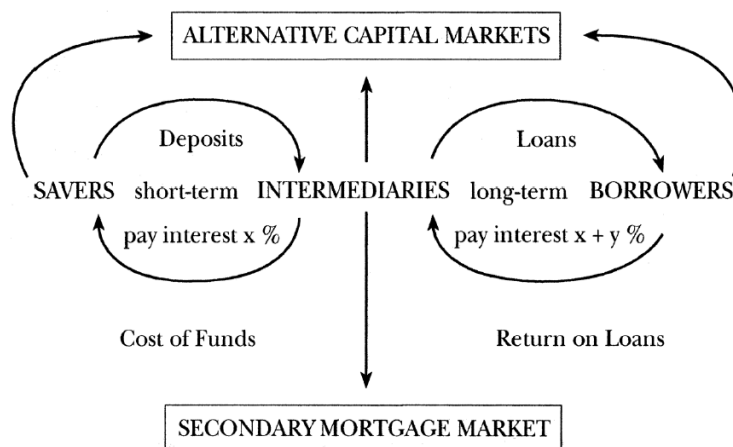 ALTERNATIVE CAPITAL MARKETS
Deposits
Loans
SAVERS short-term INTERMEDIARIES long-term BORROWERS
pay interest x %
pay interest x + y %
Cost of Funds
Return on Loans
SECONDARY MORTGAGE MARKET